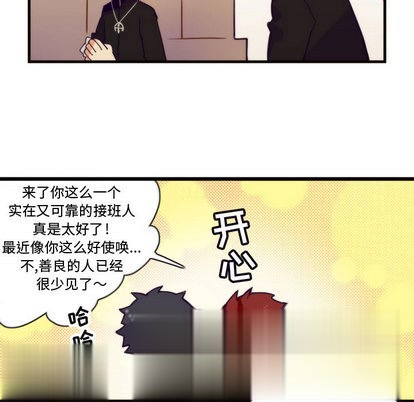 来了你这么一个
实在又可靠的接班人
真是太好了!
最近像你这么好使唤...
不,善良的人已经
很少见了～
开心
哈哈